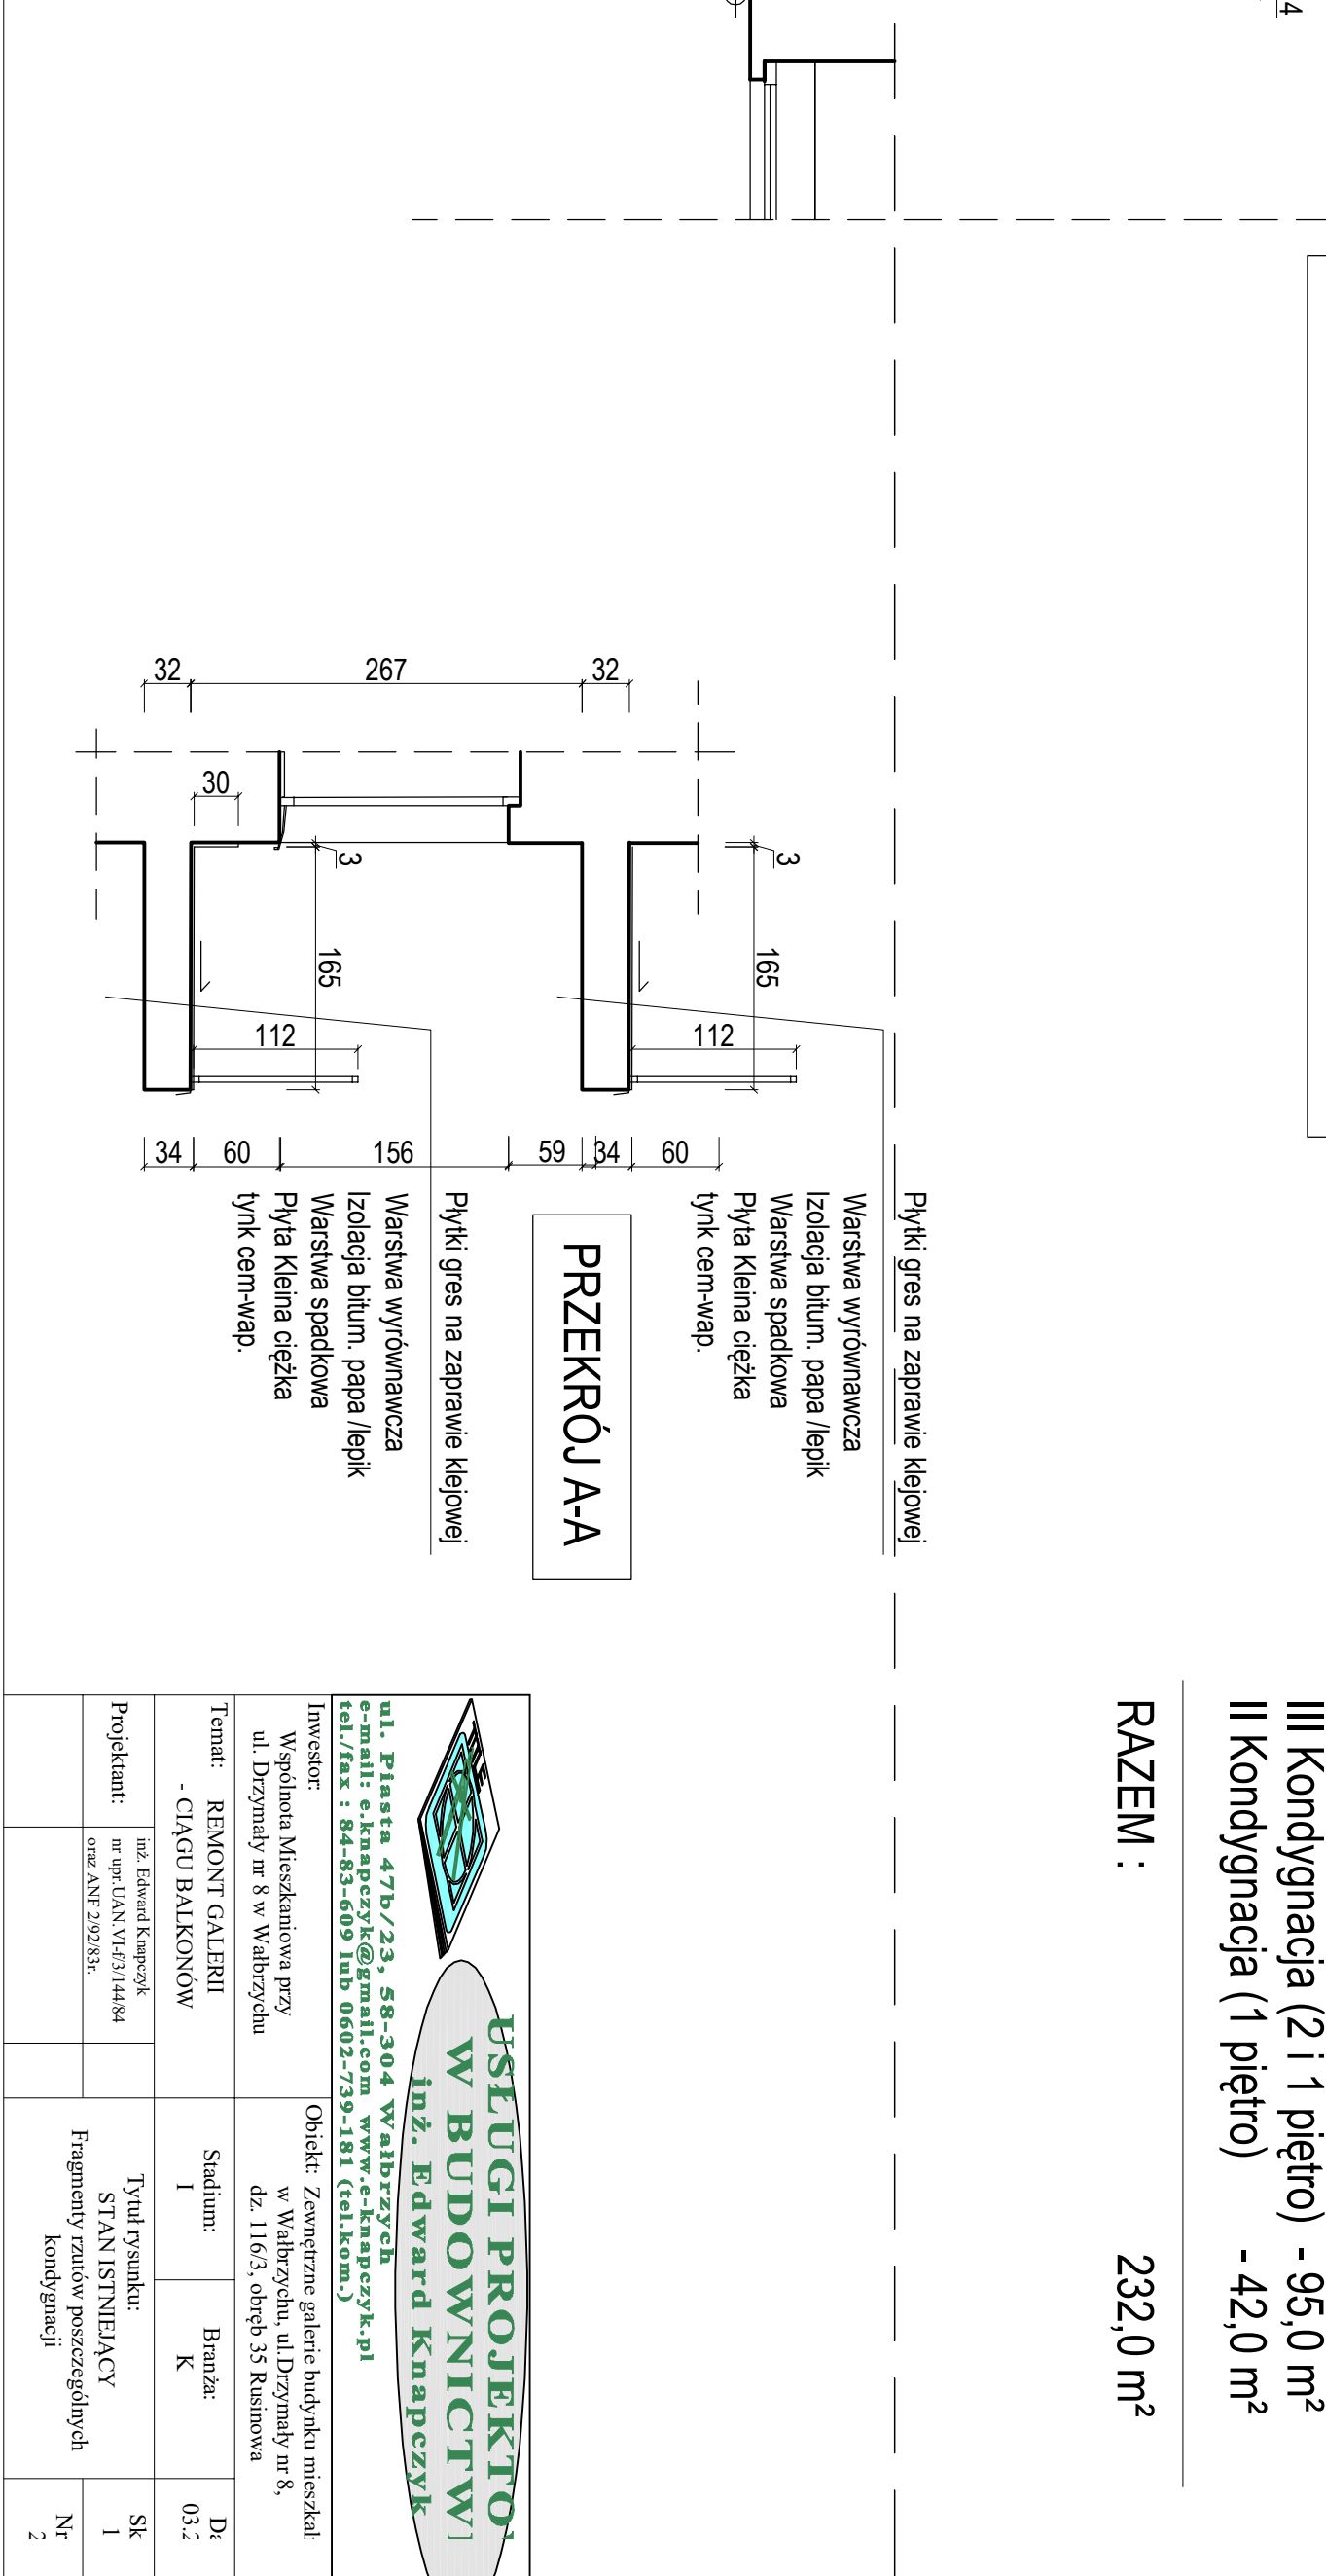 4
III Kondygnacja (2 i 1 piętro) - 95,0 m²
II Kondygnacja (1 piętro) - 42,0 m²
RAZEM : 232,0 m²
Płytki gres na zaprawie klejowej
Warstwa wyrównawcza
Izolacja bitum. papa /lepik
Warstwa spadkowa
Płyta Kleina ciężka
tynk cem-wap.
PRZEKRÓJ A-A
Płytki gres na zaprawie klejowej
Warstwa wyrównawcza
Izolacja bitum. papa /lepik
Warstwa spadkowa
Płyta Kleina ciężka
tynk cem-wap.
32
267
32
30
3
3
165
165
112
112
34
60
156
59
34
60
USŁUGI PROJEKTO
W BUDOWNICTW
inż. Edward Knapczyk
ul. Piasta 47b/23, 58-304 Wałbrzych
e-mail: e.knapczyk@gmail.com www.e-knapczyk.pl
tel./fax : 84-83-609 lub 0602-739-181 (tel.kom.)
Inwestor:
Wspólnota Mieszkaniowa przy
ul. Drzymały nr 8 w Wałbrzychu
Obiekt: Zewnętrzne galerie budynku mieszkal
w Wałbrzychu, ul.Drzymały nr 8,
dz. 116/3, obręb 35 Rusinowa
Temat: REMONT GALERII
- CIĄGU BALKONÓW
Stadium:
I
Branża:
K
03.2
Projektant:
inż. Edward Knapczyk
nr upr.UAN.VI-f/3/144/84
oraz ANF 2/92/83r.
Tytuł rysunku:
STAN ISTNIEJĄCY
Fragmenty rzutów poszczególnych
kondygnacji
Sk
1
Nr
2